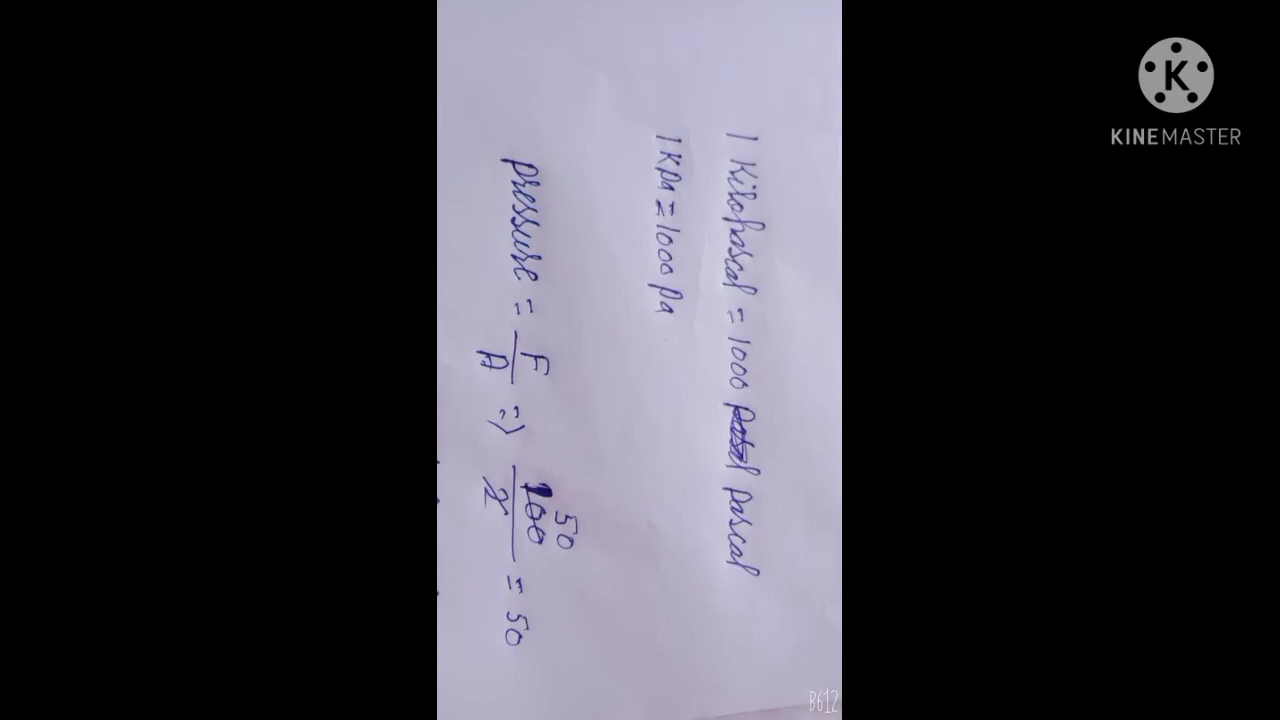 1 Kilopascal = 1000 Pascal
1 KPa = 1000 Pa
Pressure = F/A => 100/2 = 50
50
KINEMASTER
B612